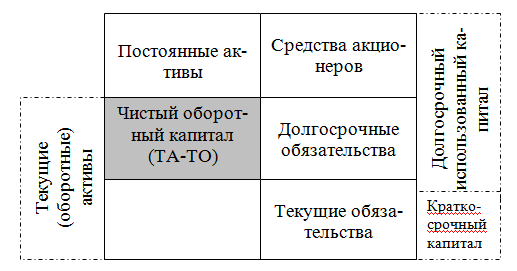 Постоянные ак-
тивы
Средства акцио-
неров
Долгосрочный
использованный ка-
питал
Текущие
(оборотные)
активы
Чистый оборот-
ный капитал
(ТА-ТО)
Долгосрочные
обязательства
Текущие обяза-
тельства
Кратко-
срочный
капитал